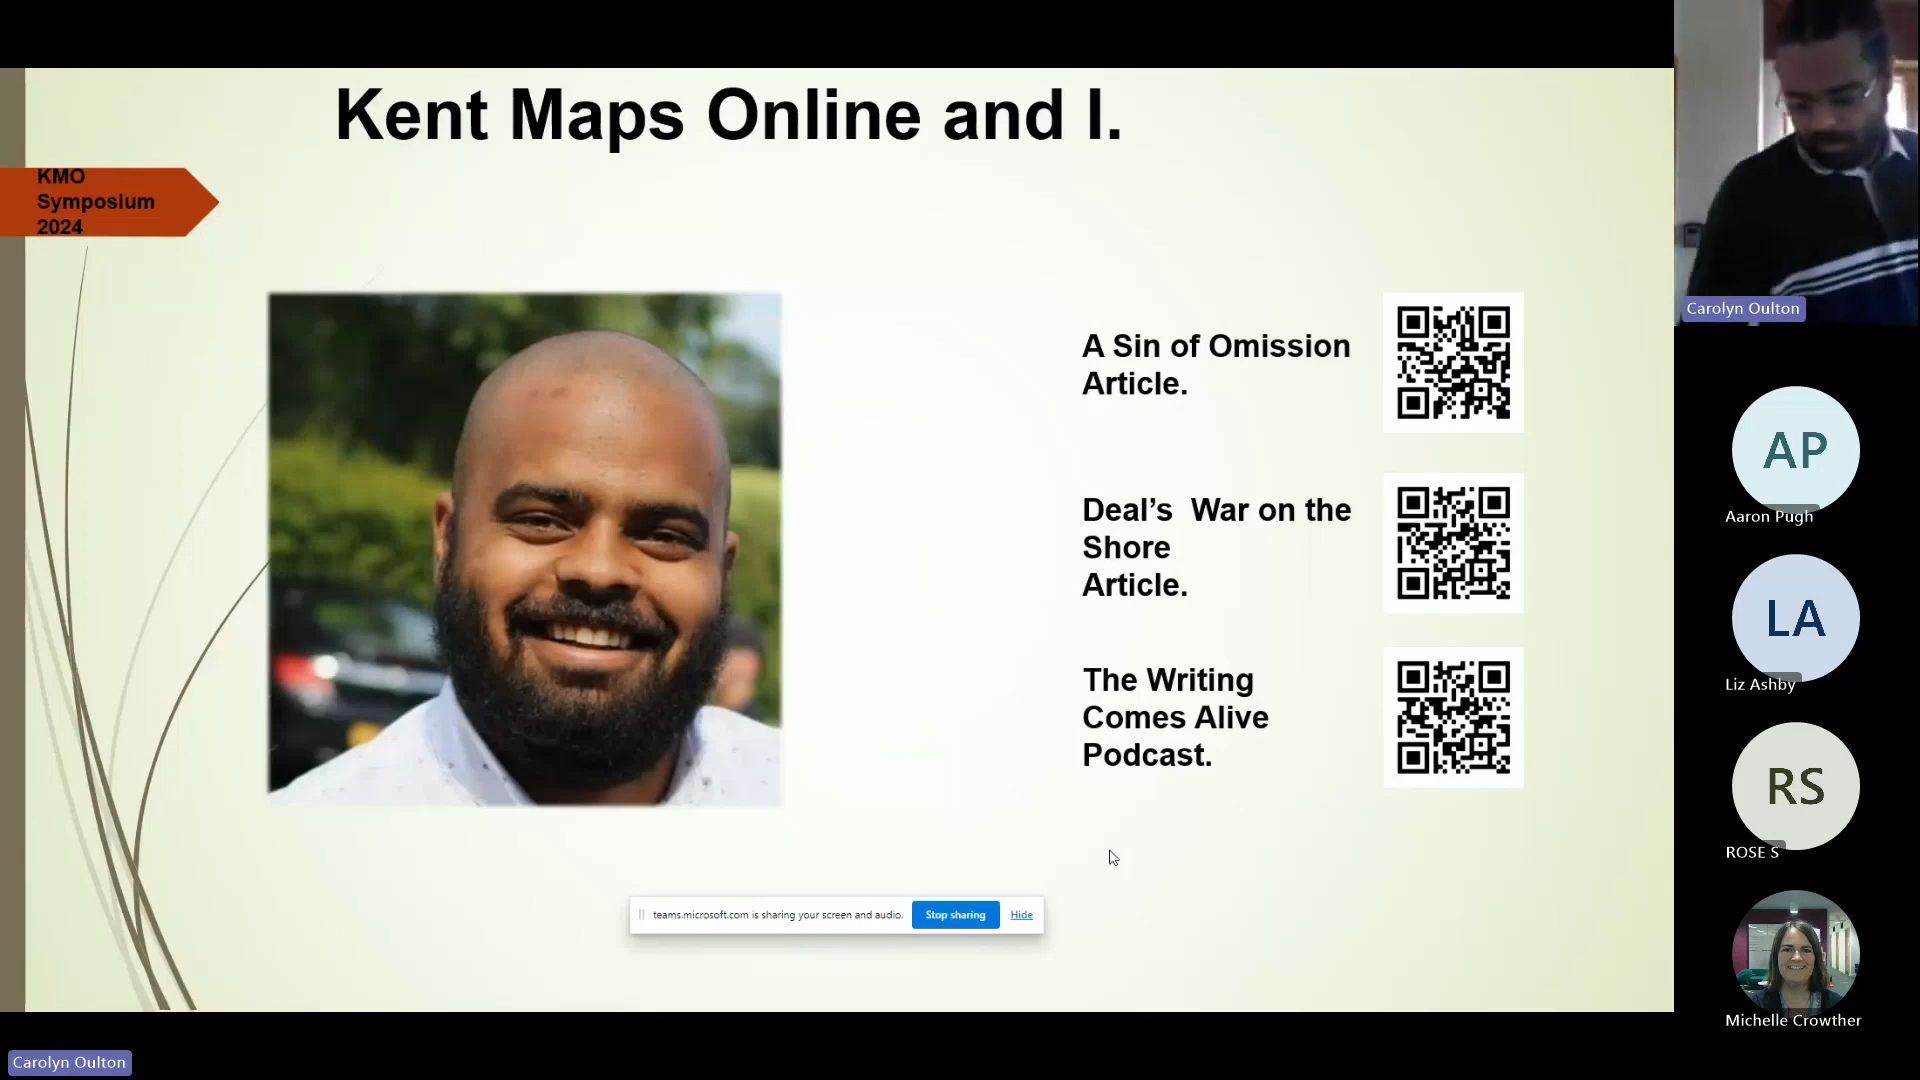 Kent Maps Online and I.
KMO
Symposium
2024
A Sin of Omission
Article.
Deal’s  War on the
Shore
Article.
The Writing
Comes Alive
Podcast.
teams.microsoft.com is sharing your screen and audio.
Stop sharing
Hide
Carolyn Oulton
AP
Aaron Pugh
LA
Liz Ashby
RS
ROSE S
Michelle Crowther
Carolyn Oulton